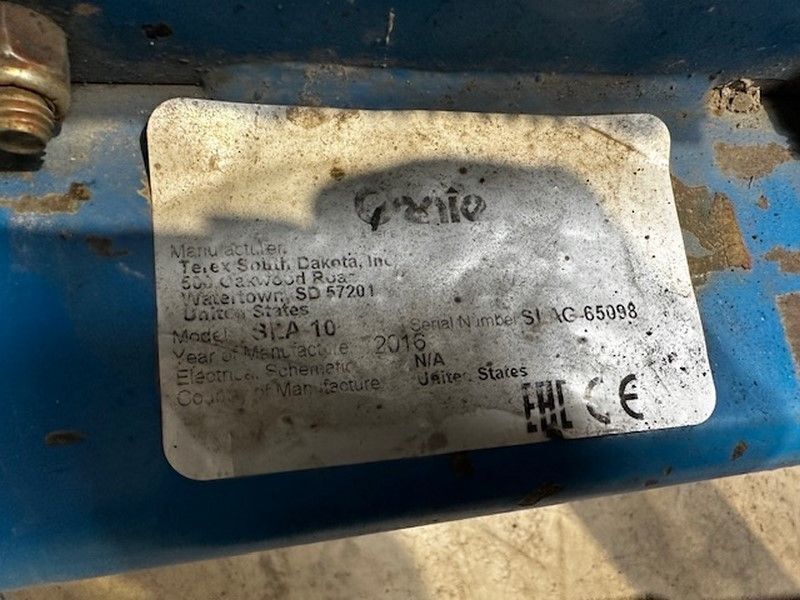 Genie
Manufacturer:
Terex South Dakota, Inc
500 Oakwood Road
Watertown, SD 57201
United States
Model: SLA 10 Serial Number SLAG-65098
Year of Manufacture 2016
Electrical Schematic N/A
Country of Manufacture United States
EAC CE